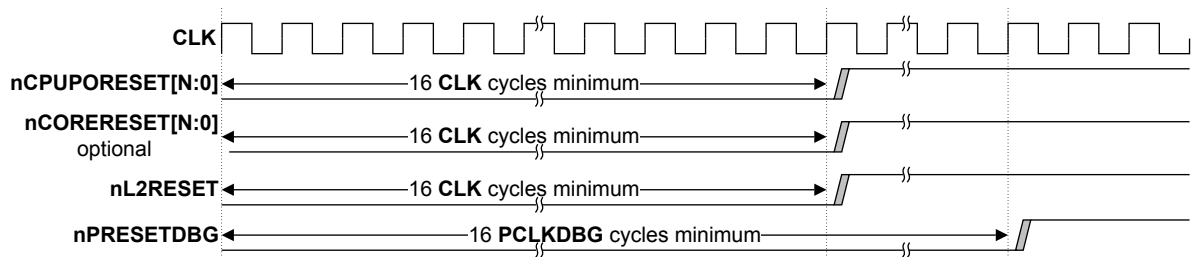 CLK
nCPUPORESET[N:0] 16 CLK cycles minimum
nCORERESET[N:0] 16 CLK cycles minimum
optional
nL2RESET 16 CLK cycles minimum
nPRESETDBG 16 PCLKDBG cycles minimum